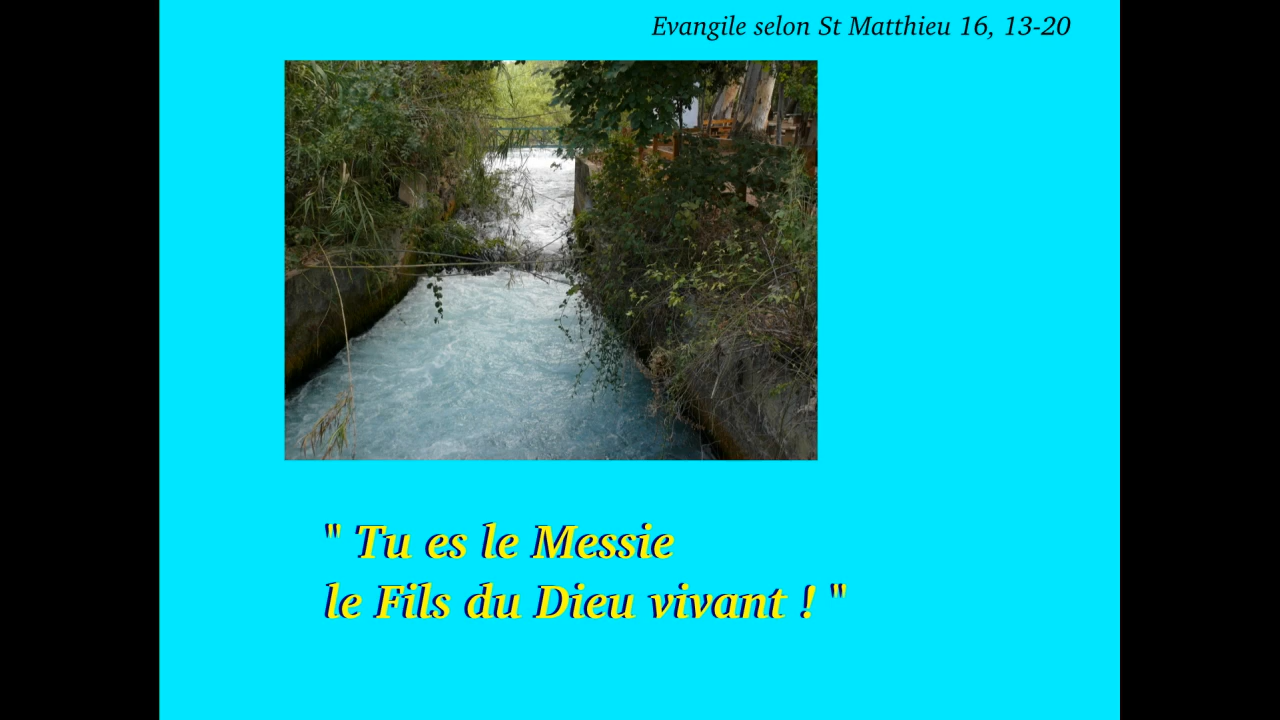 Evangile selon St Matthieu 16, 13-20
" Tu es le Messie
le Fils du Dieu vivant ! "